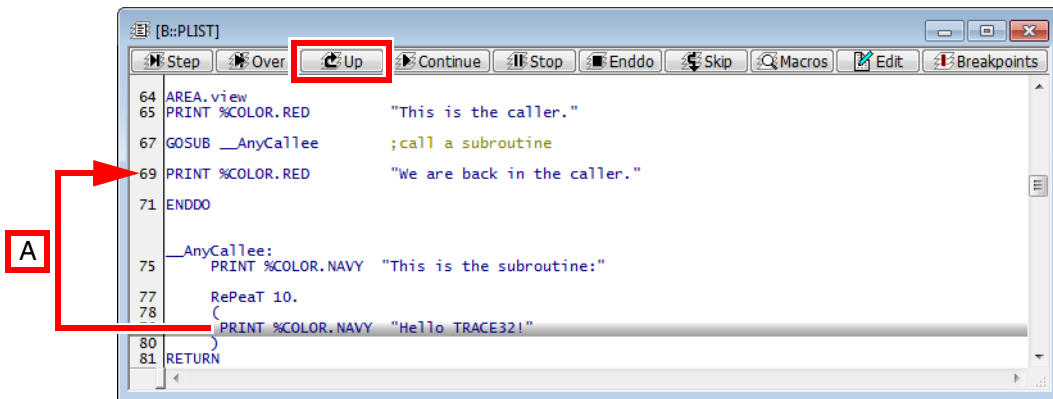 [B::PLIST]
Step Over Up Continue Stop Enddo Skip Macros Edit Breakpoints
64 AREA.view
65 PRINT %COLOR.RED "This is the caller."
67 GOSUB __AnyCallee ;call a subroutine
69 PRINT %COLOR.RED "We are back in the caller."
71 ENDDO
A
__AnyCallee:
75 PRINT %COLOR.NAVY "This is the subroutine:"
77 RePeaT 10.
78 (
PRINT %COLOR.NAVY "Hello TRACE32!"
80 )
81 RETURN